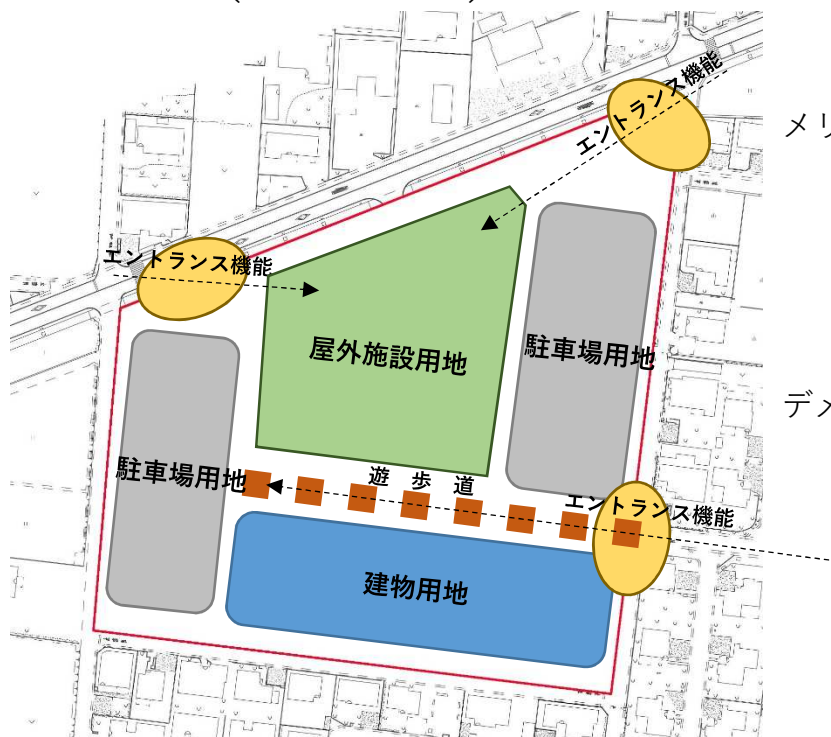 エントランス機能
メリ
エントランス機能
屋外施設用地
駐車場用地
デメ
駐車場用地
遊歩道
エントランス機能
建物用地